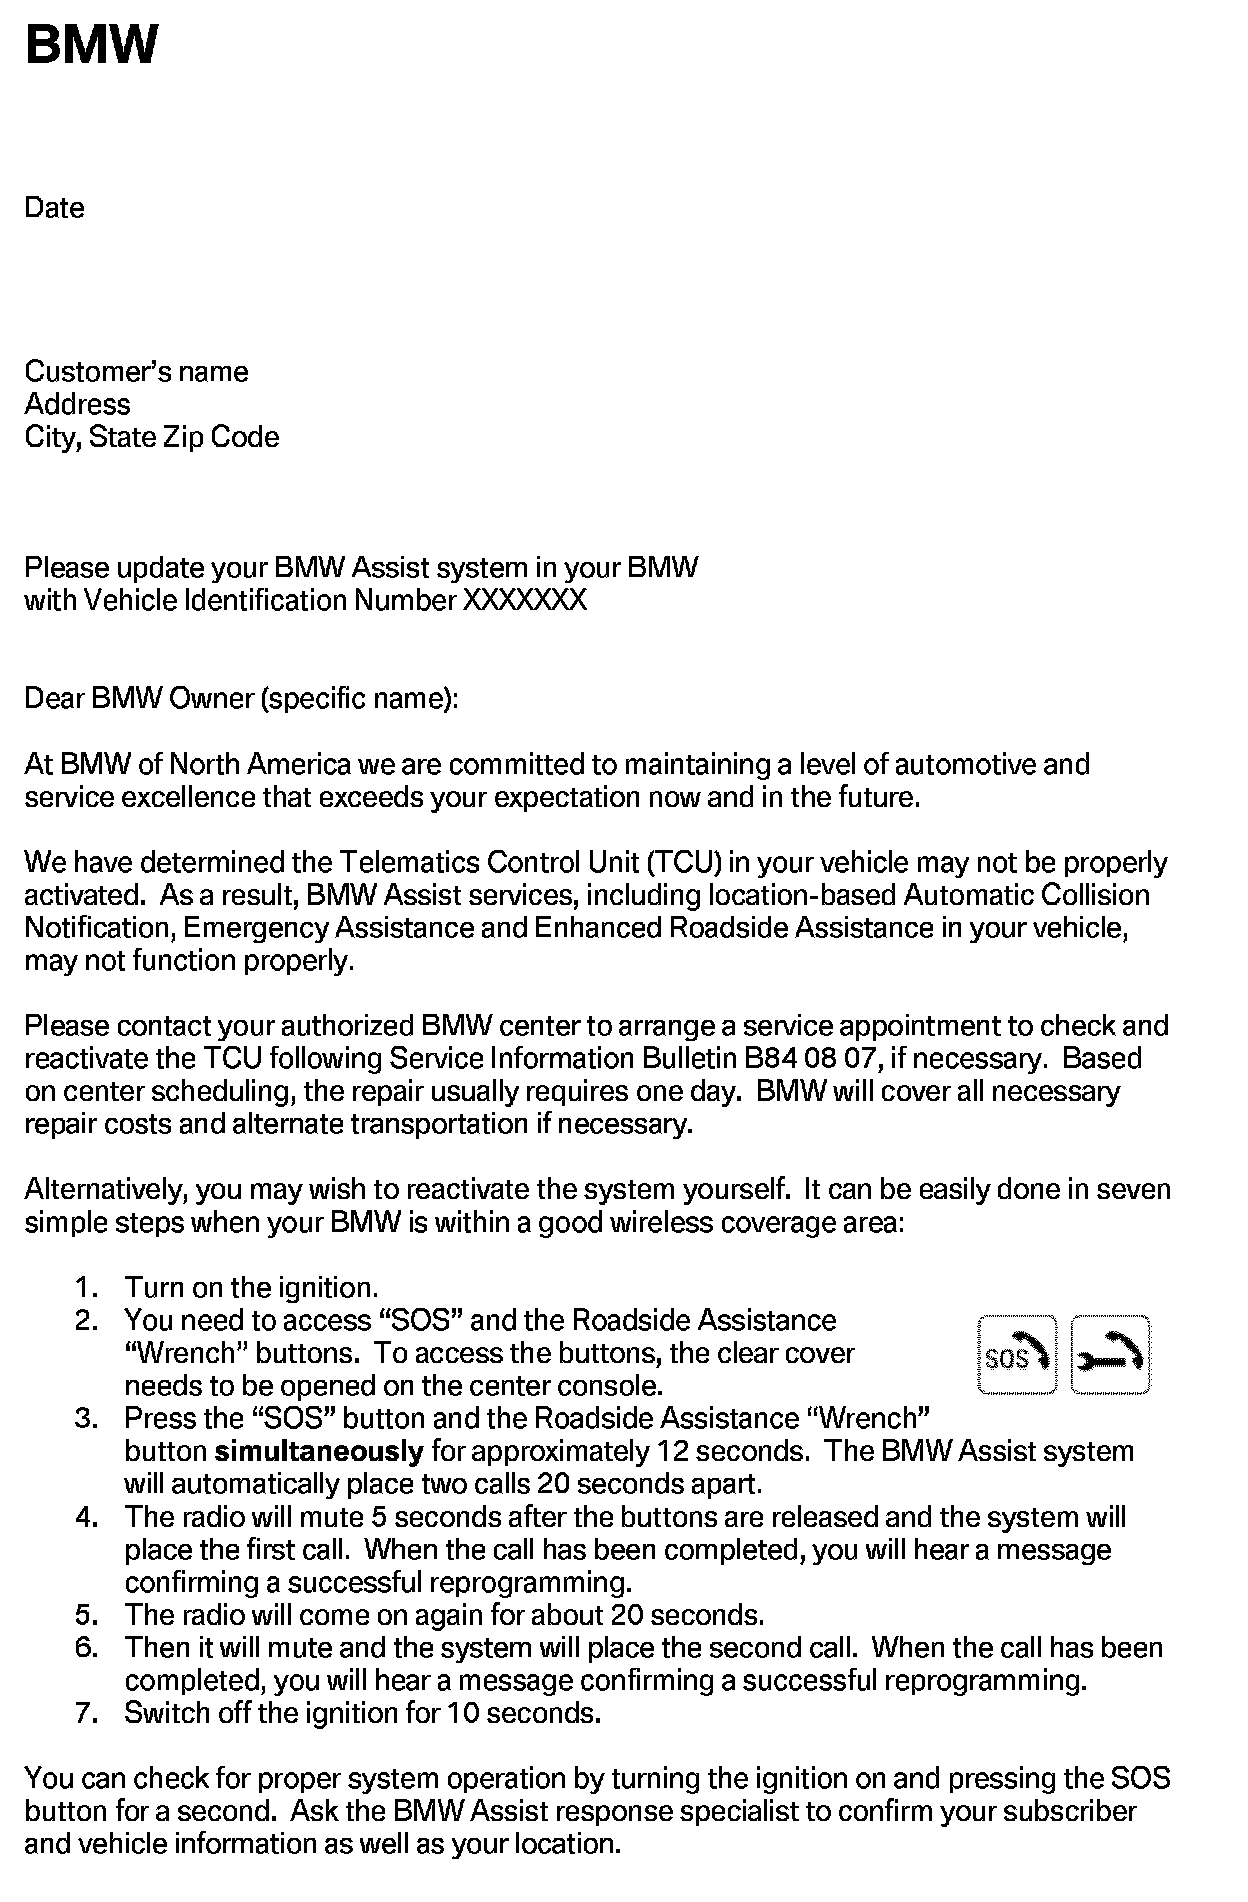 BMW
Date
Customer's name
Address
City, State Zip Code
Please update your BMW Assist system in your BMW
with Vehicle Identification Number XXXXXXX
Dear BMW Owner (specific name):
At BMW of North America we are committed to maintaining a level of automotive and
service excellence that exceeds your expectation now and in the future.
We have determined the Telematics Control Unit (TCU) in your vehicle may not be properly
activated.  As a result, BMW Assist services, including location-based Automatic Collision
Notification, Emergency Assistance and Enhanced Roadside Assistance in your vehicle,
may not function properly.
Please contact your authorized BMW center to arrange a service appointment to check and
reactivate the TCU following Service Information Bulletin B84 08 07, if necessary.  Based
on center scheduling, the repair usually requires one day.  BMW will cover all necessary
repair costs and alternate transportation if necessary.
Alternatively, you may wish to reactivate the system yourself.  It can be easily done in seven
simple steps when your BMW is within a good wireless coverage area:
1. Turn on the ignition.
2. You need to access “SOS” and the Roadside Assistance
“Wrench” buttons.  To access the buttons, the clear cover
needs to be opened on the center console.
SOS
3. Press the “SOS” button and the Roadside Assistance “Wrench”
button simultaneously for approximately 12 seconds.  The BMW Assist system
will automatically place two calls 20 seconds apart.
4. The radio will mute 5 seconds after the buttons are released and the system will
place the first call.  When the call has been completed, you will hear a message
confirming a successful reprogramming.
5. The radio will come on again for about 20 seconds.
6. Then it will mute and the system will place the second call.  When the call has been
completed, you will hear a message confirming a successful reprogramming.
7. Switch off the ignition for 10 seconds.
You can check for proper system operation by turning the ignition on and pressing the SOS
button for a second.  Ask the BMW Assist response specialist to confirm your subscriber
and vehicle information as well as your location.